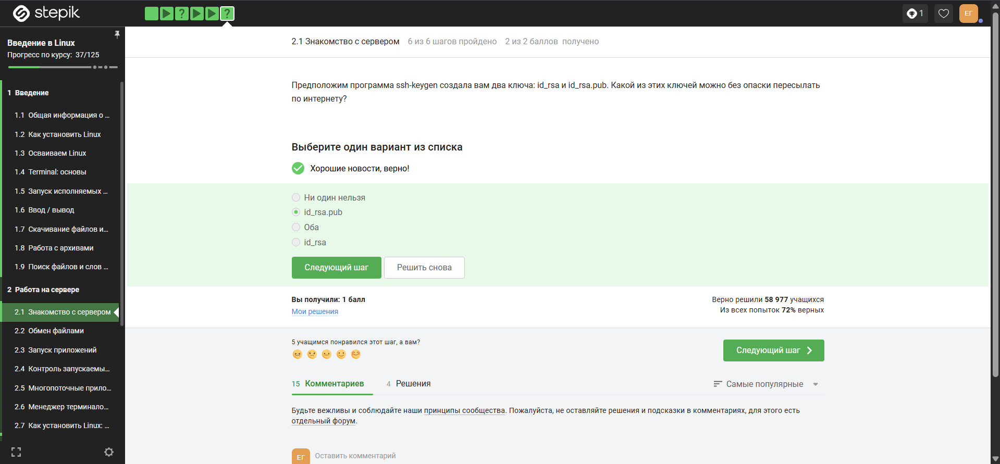 stepik
1
ЕГ
Введение в Linux
Прогресс по курсу: 37/125
1 Введение
1.1 Общая информация о ...
1.2 Как установить Linux
1.3 Осваиваем Linux
1.4 Terminal: основы
1.5 Запуск исполняемых ...
1.6 Ввод / вывод
1.7 Скачивание файлов и...
1.8 Работа с архивами
1.9 Поиск файлов и слов ...
2 Работа на сервере
2.1 Знакомство с сервером
2.2 Обмен файлами
2.3 Запуск приложений
2.4 Контроль запускаемы...
2.5 Многопоточные прило...
2.6 Менеджер терминало...
2.7 Как установить Linux: ...
2.1 Знакомство с сервером 6 из 6 шагов пройдено 2 из 2 баллов получено
Предположим программа ssh-keygen создала вам два ключа: id_rsa и id_rsa.pub. Какой из этих ключей можно без опаски пересылать
по интернету?
Выберите один вариант из списка
Хорошие новости, верно!
Ни один нельзя
id_rsa.pub
Оба
id_rsa
Следующий шаг Решить снова
Вы получили: 1 балл
Мои решения
Верно решили 58 977 учащихся
Из всех попыток 72% верных
5 учащимся понравился этот шаг, а вам?
Следующий шаг
15 Комментариев 4 Решения Самые популярные
Будьте вежливы и соблюдайте наши принципы сообщества. Пожалуйста, не оставляйте решения и подсказки в комментариях, для этого есть
отдельный форум.
ЕГ Оставить комментарий